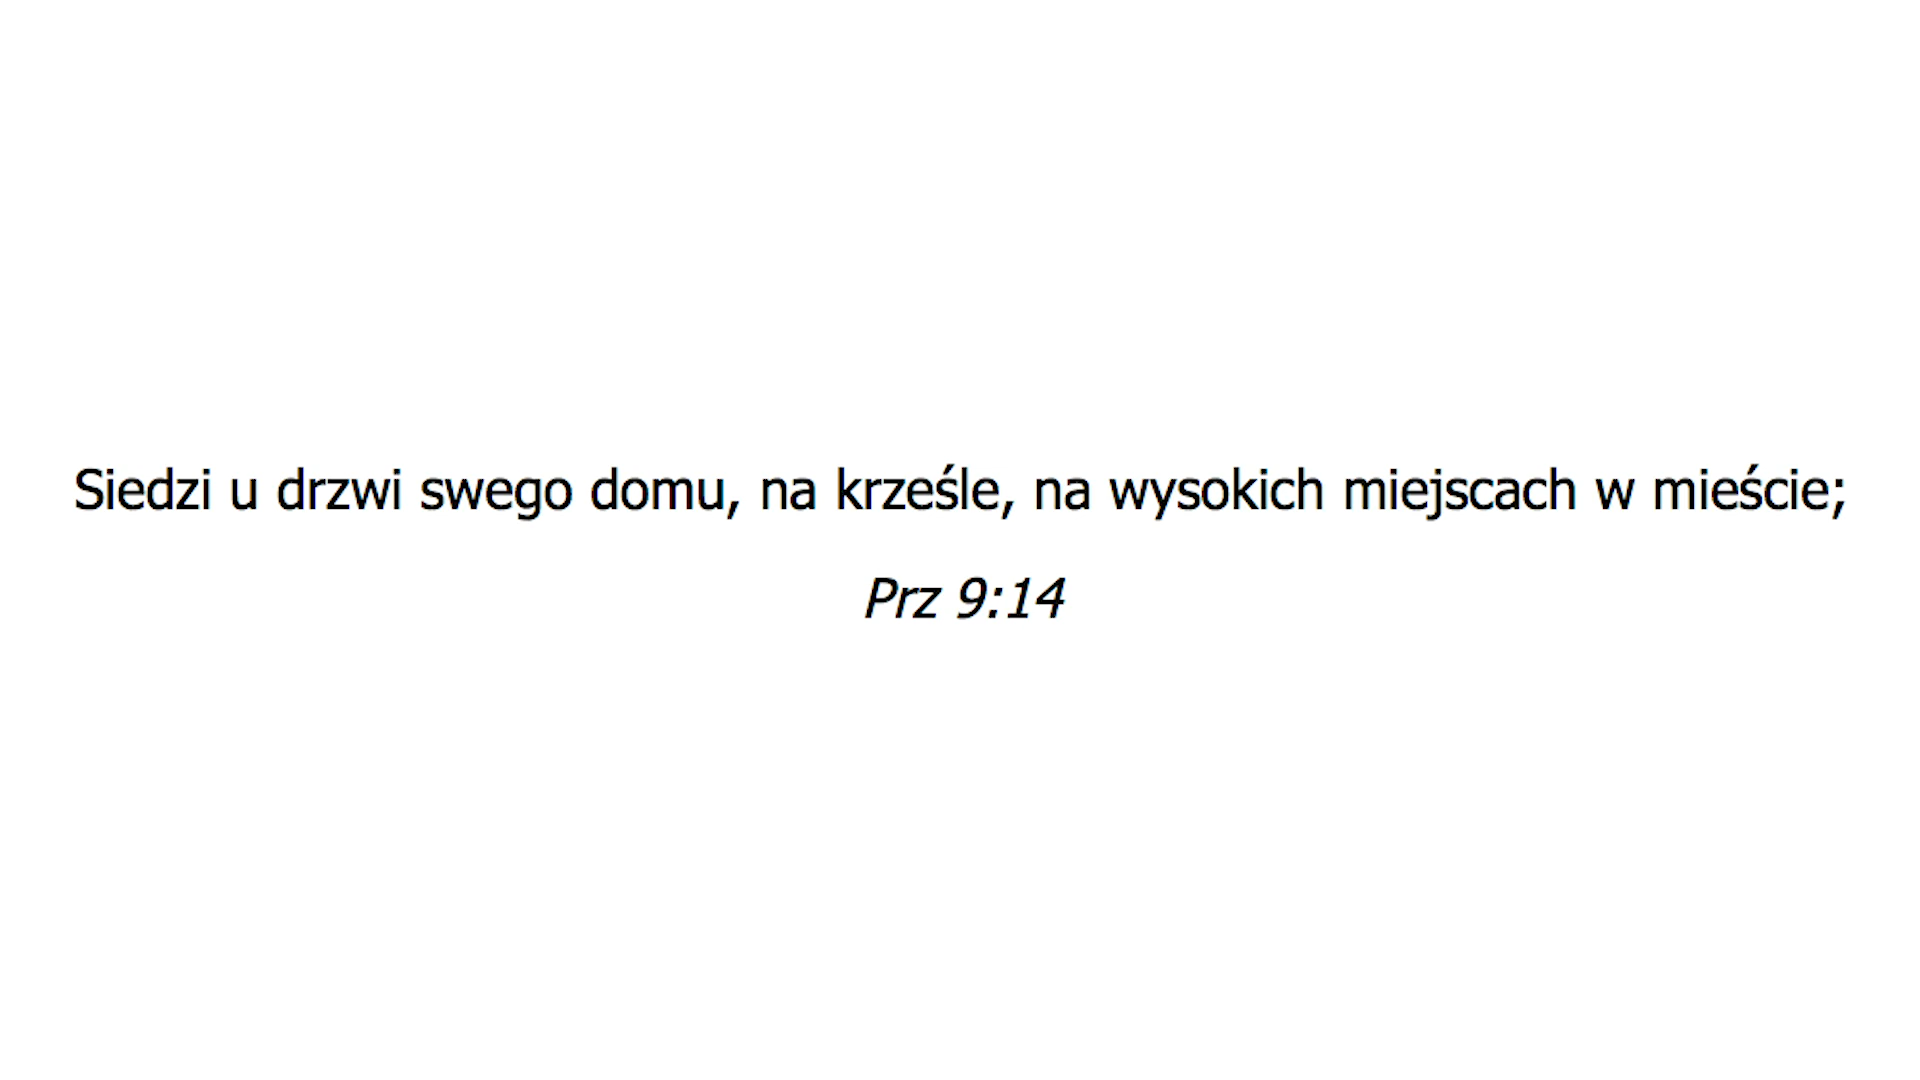 Siedzi u drzwi swego domu, na krześle, na wysokich miejscach w mieście;
Prz 9:14